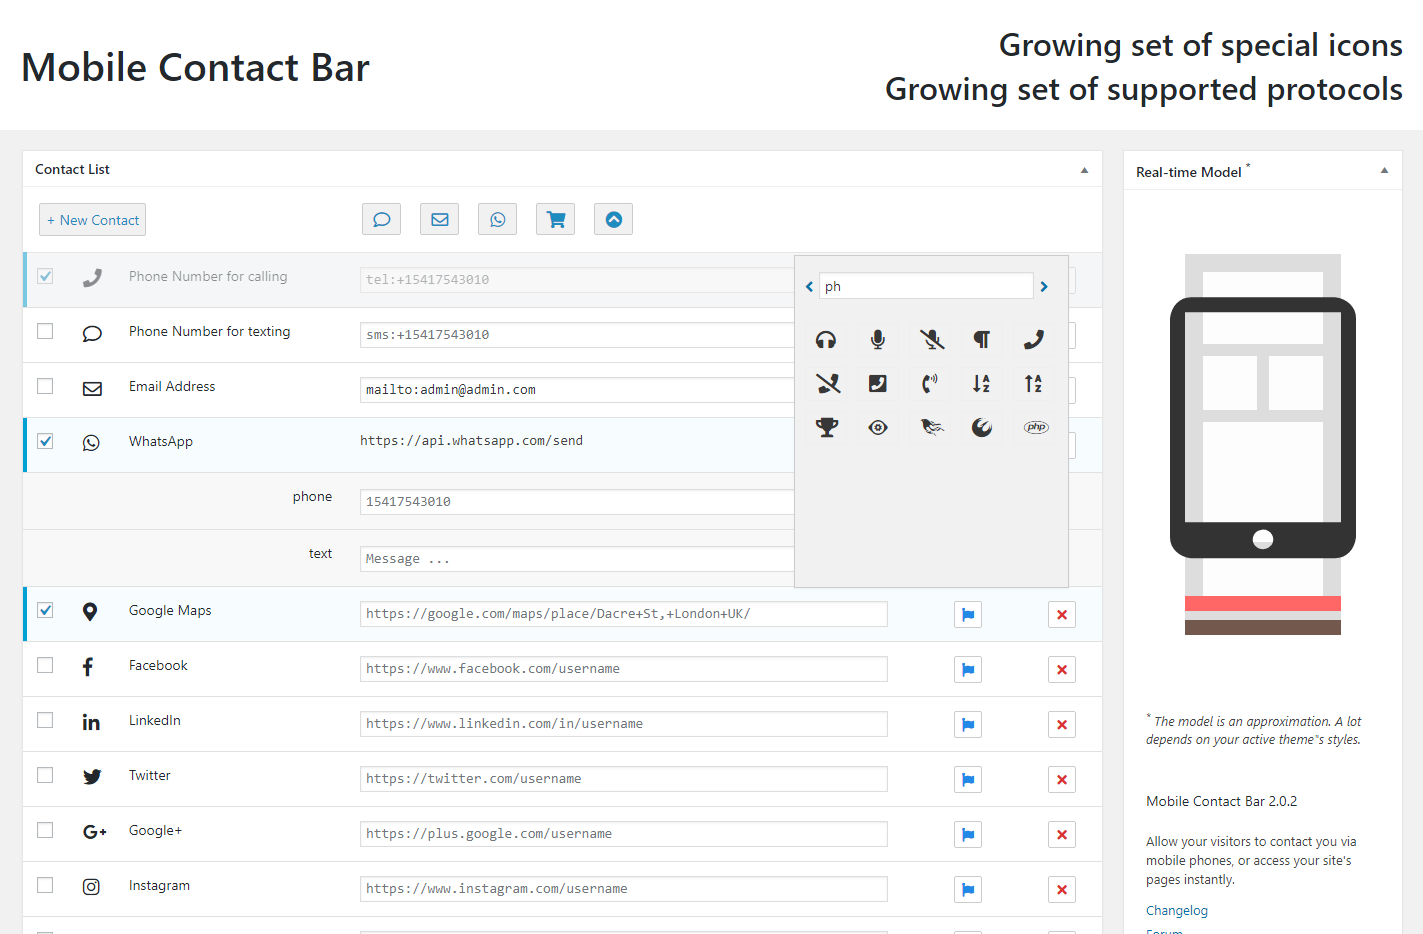 Mobile Contact Bar
Growing set of special icons
Growing set of supported protocols
Contact List
+ New Contact
Phone Number for calling
tel:+15417543010
ph
Phone Number for texting
sms:+15417543010
Email Address
mailto:admin@admin.com
WhatsApp
https://api.whatsapp.com/send
php
phone
15417543010
text
Message ...
Google Maps
https://google.com/maps/place/Dacre+St,+London+UK/
Facebook
https://www.facebook.com/username
LinkedIn
https://www.linkedin.com/in/username
Twitter
https://twitter.com/username
Google+
https://plus.google.com/username
Instagram
https://www.instagram.com/username
Real-time Model *
* The model is an approximation. A lot
depends on your active theme"s styles.
Mobile Contact Bar 2.0.2
Allow your visitors to contact you via
mobile phones, or access your site's
pages instantly.
Changelog
Forum